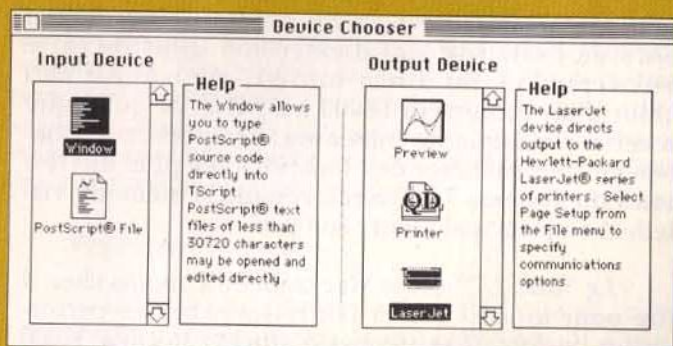 Device Chooser
Input Device
Window
PostScript® File
Help
The Window allows
you to type
PostScript®
source code
directly into
TScript.
PostScript® text
files of less than
30720 characters
may be opened and
edited directly.
Output Device
Preview
QD
Printer
LaserJet
Help
The LaserJet
device directs
output to the
Hewlett-Packard
LaserJet® series
of printers. Select
Page Setup from
the File menu to
specify
communications
options.